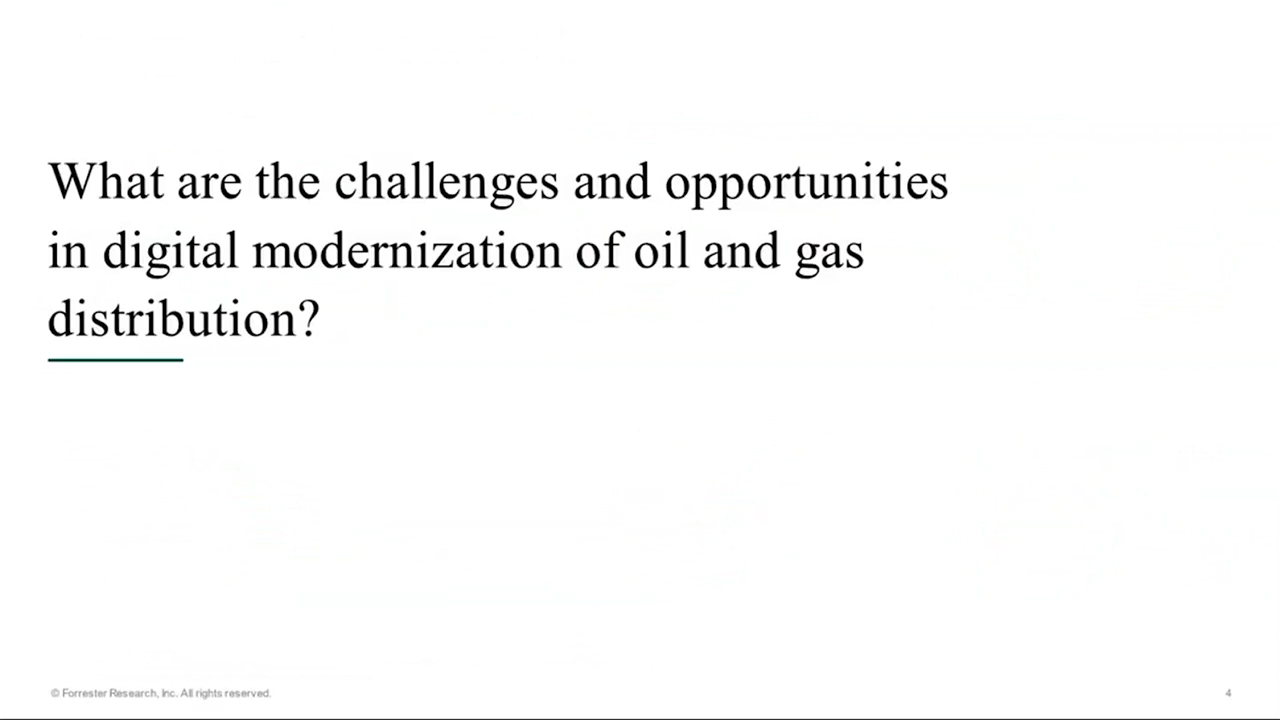 What are the challenges and opportunities
in digital modernization of oil and gas
distribution?
© Forrester Research, Inc. All rights reserved.
4